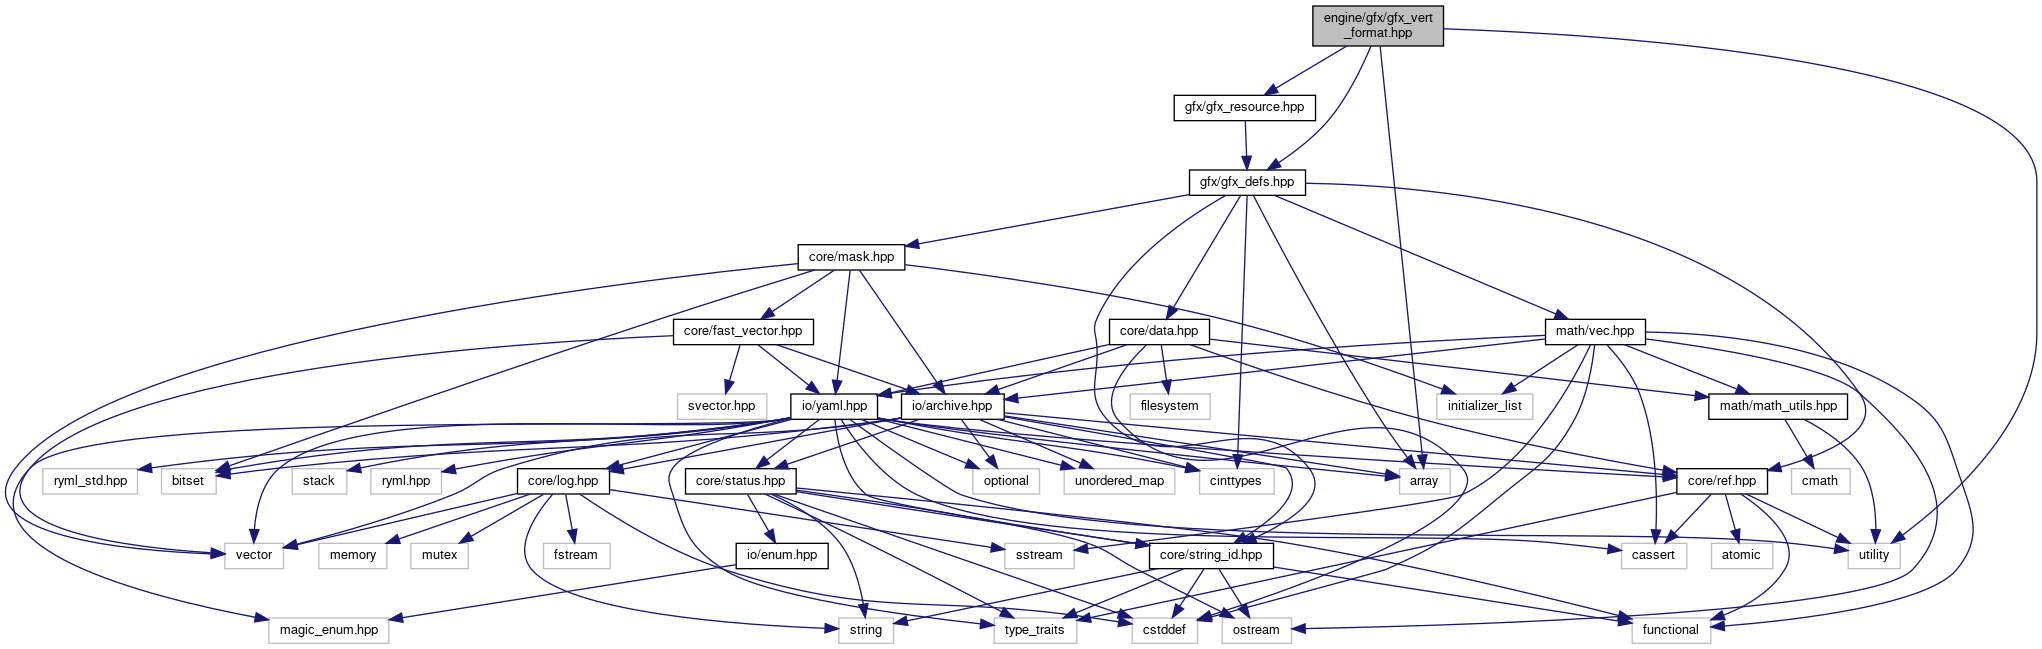 engine/gfx/gfx_vert
_format.hpp
gfx/gfx_resource.hpp
gfx/gfx_defs.hpp
core/mask.hpp
core/fast_vector.hpp
core/data.hpp
math/vec.hpp
svector.hpp
io/yaml.hpp
io/archive.hpp
filesystem
initializer_list
math/math_utils.hpp
ryml_std.hpp
bitset
stack
ryml.hpp
core/log.hpp
core/status.hpp
optional
unordered_map
cinttypes
array
core/ref.hpp
cmath
vector
memory
mutex
fstream
io/enum.hpp
sstream
core/string_id.hpp
cassert
atomic
utility
magic_enum.hpp
string
type_traits
cstddef
ostream
functional